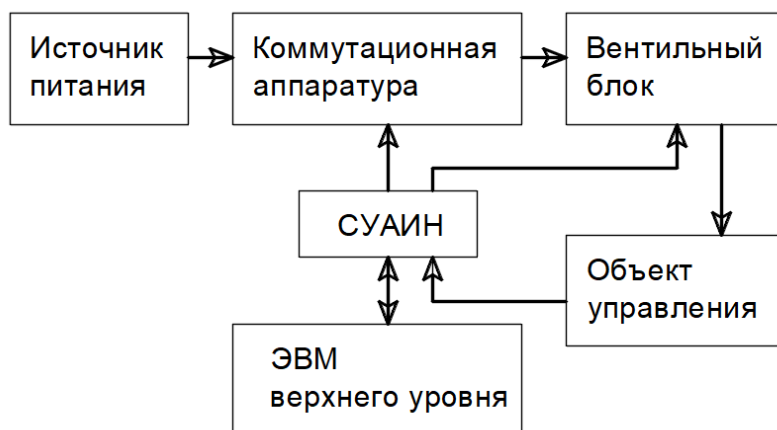 Источник
питания
Коммутационная
аппаратура
Вентильный
блок
СУАИН
Объект
управления
ЭВМ
верхнего уровня